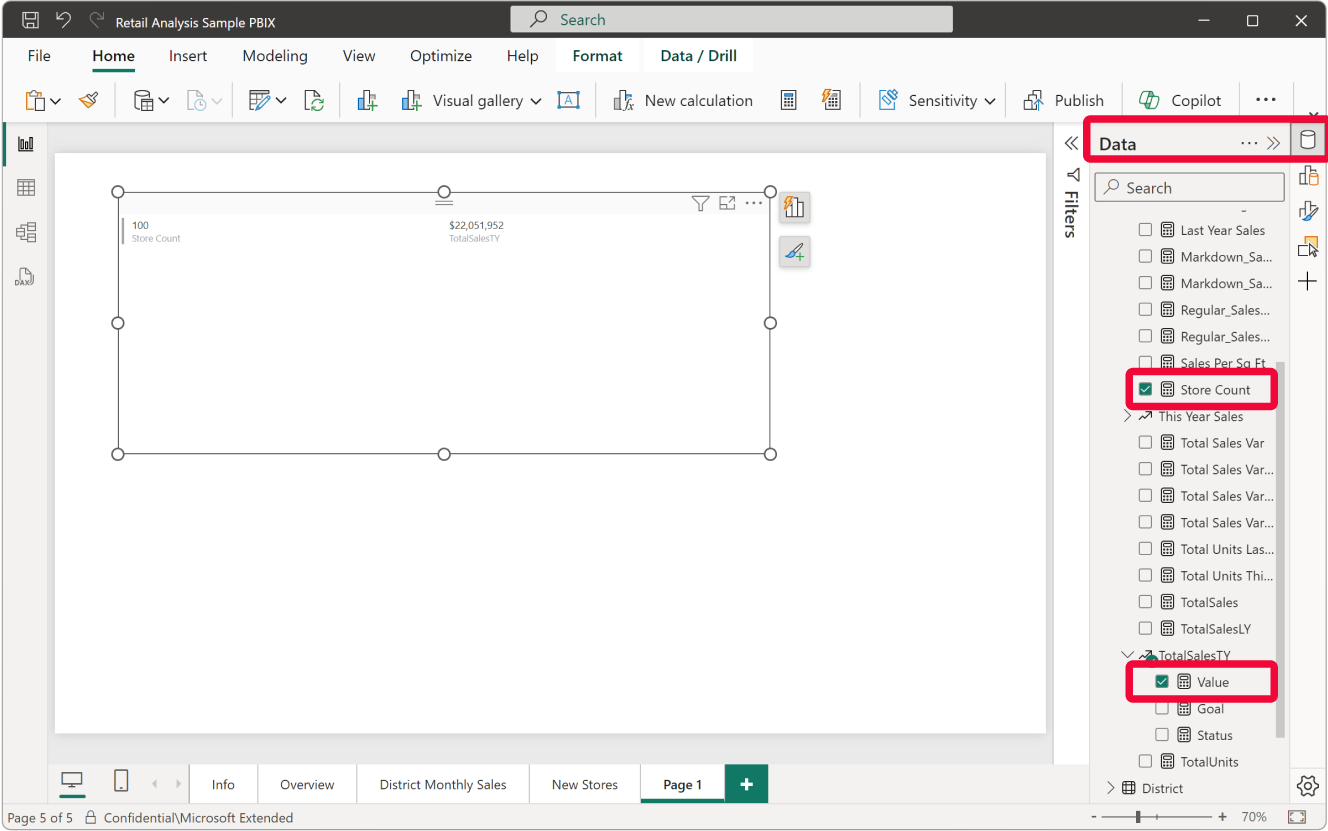 Retail Analysis Sample PBIX
Search
File Home Insert Modeling View Optimize Help Format Data / Drill
Visual gallery
A
New calculation
Sensitivity
Publish
Copilot
Data
Search
Filters
DAX
100
Store Count
$22,051,952
TotalSalesTY
Last Year Sales
Markdown_Sa...
Markdown_Sa...
Regular_Sales...
Regular_Sales...
Sales Per Sq Ft
Store Count
This Year Sales
Total Sales Var
Total Sales Var...
Total Sales Var...
Total Sales Var...
Total Units Las...
Total Units Thi...
TotalSales
TotalSalesLY
TotalSalesTY
Value
Goal
Status
TotalUnits
District
Info
Overview
District Monthly Sales
New Stores
Page 1
+
Page 5 of 5
Confidential\Microsoft Extended
- + 70%